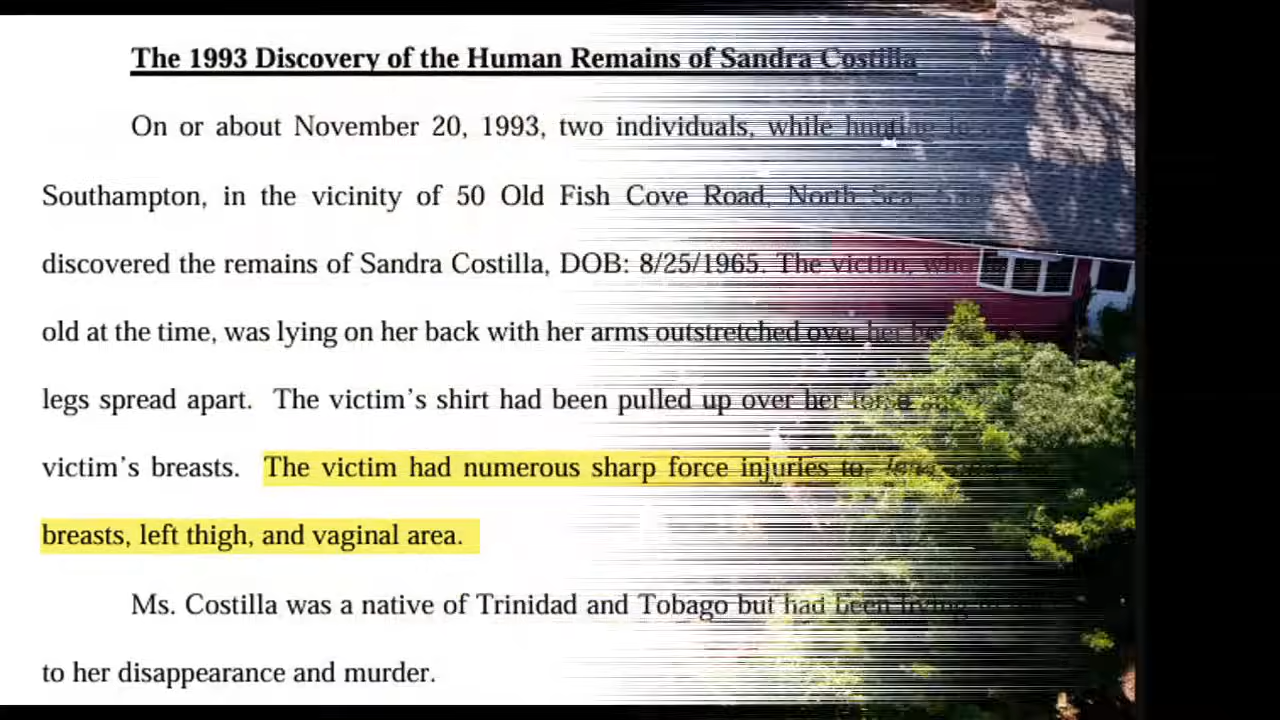 The 1993 Discovery of the Human Remains of Sandra Costilla
On or about November 20, 1993, two individuals, while hunting in
Southampton, in the vicinity of 50 Old Fish Cove Road, North Sea,
discovered the remains of Sandra Costilla, DOB: 8/25/1965. The victim, who
old at the time, was lying on her back with her arms outstretched over her
legs spread apart. The victim's shirt had been pulled up over her
victim's breasts. The victim had numerous sharp force injuries to
breasts, left thigh, and vaginal area.
Ms. Costilla was a native of Trinidad and Tobago but had been
to her disappearance and murder.